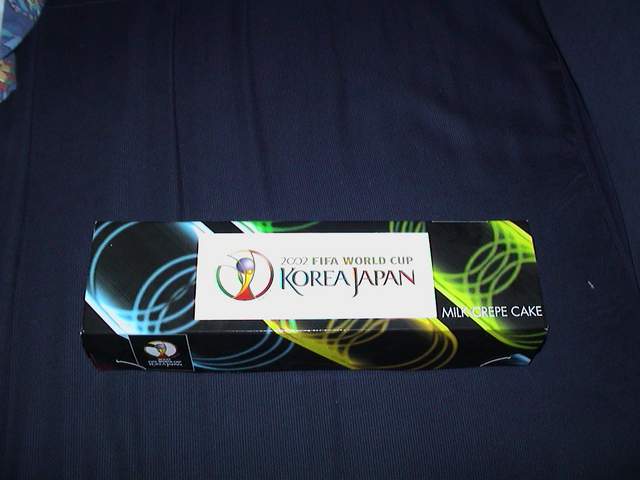 2002 FIFA WORLD CUP
KOREA JAPAN
MILK CREPE CAKE